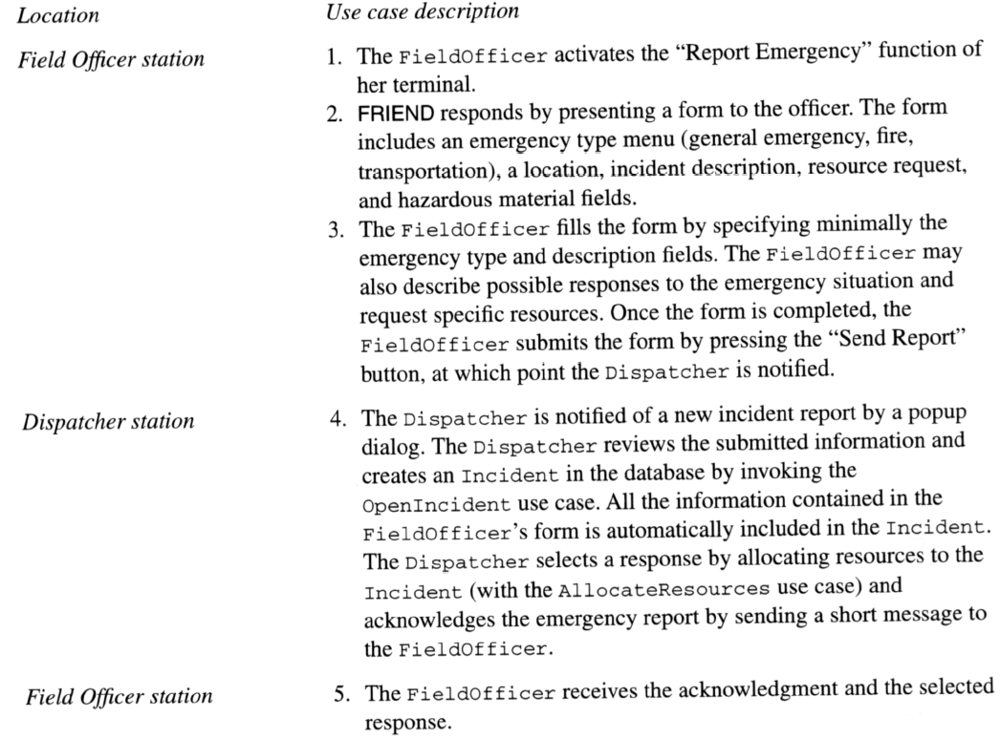 Location Use case description
Field Officer station 1. The FieldOfficer activates the “Report Emergency” function of
her terminal.
2. FRIEND responds by presenting a form to the officer. The form
includes an emergency type menu (general emergency, fire,
transportation), a location, incident description, resource request,
and hazardous material fields.
3. The FieldOfficer fills the form by specifying minimally the
emergency type and description fields. The FieldOfficer may
also describe possible responses to the emergency situation and
request specific resources. Once the form is completed, the
FieldOfficer submits the form by pressing the “Send Report”
button, at which point the Dispatcher is notified.
Dispatcher station 4. The Dispatcher is notified of a new incident report by a popup
dialog. The Dispatcher reviews the submitted information and
creates an Incident in the database by invoking the
OpenIncident use case. All the information contained in the
FieldOfficer’s form is automatically included in the Incident.
The Dispatcher selects a response by allocating resources to the
Incident (with the AllocateResources use case) and
acknowledges the emergency report by sending a short message to
the FieldOfficer.
Field Officer station 5. The FieldOfficer receives the acknowledgment and the selected
response.